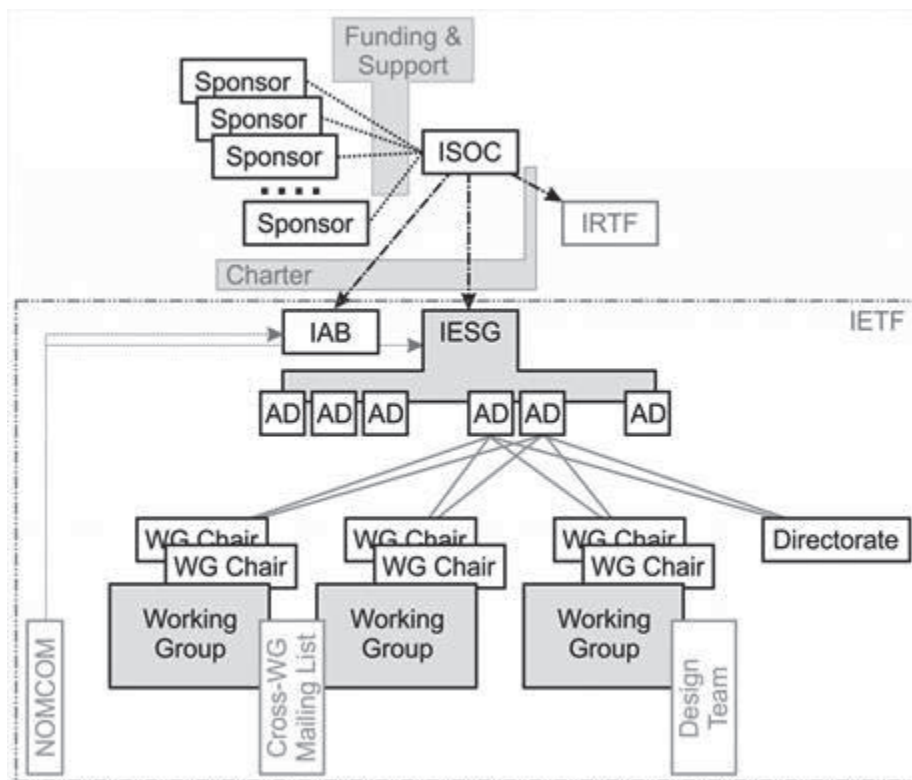 Funding &
Support
Sponsor
Sponsor
Sponsor
Sponsor
ISOC
IRTF
Charter
IETF
IAB
IESG
AD
AD
AD
AD
AD
AD
WG Chair
WG Chair
WG Chair
WG Chair
WG Chair
WG Chair
Directorate
Working
Group
Working
Group
Working
Group
NOMCOM
Cross-WG
Mailing List
Design
Team